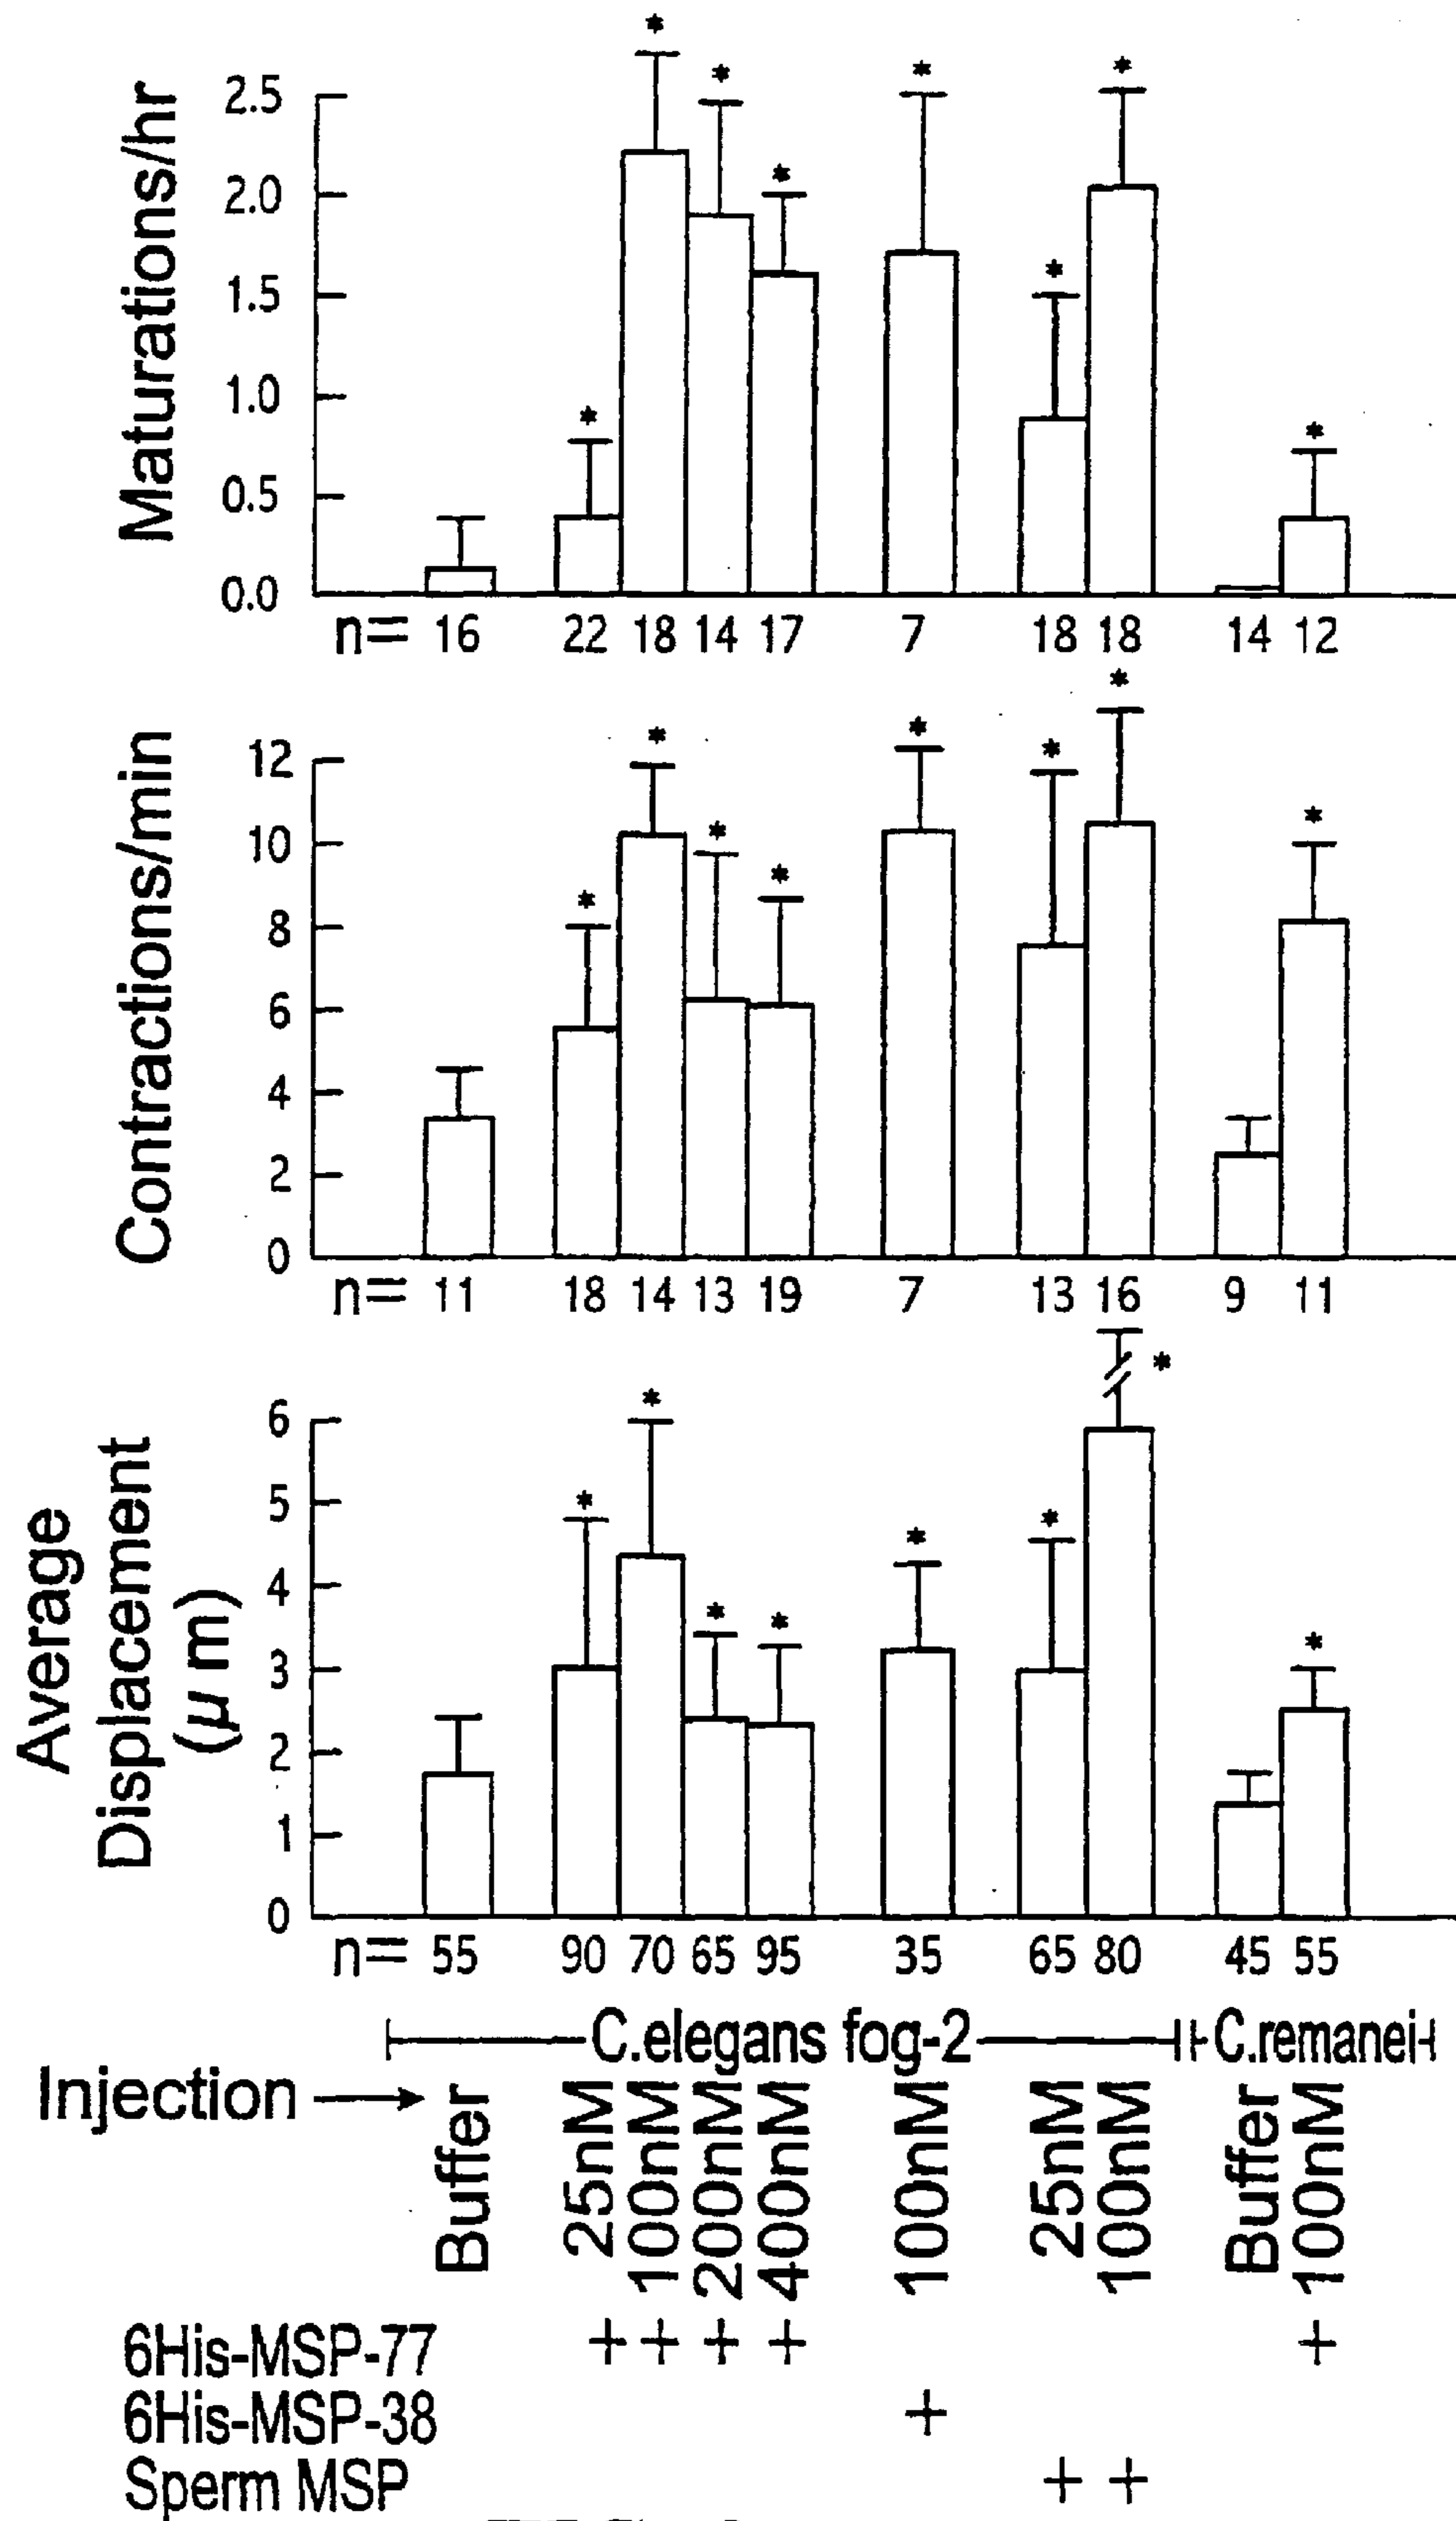 Maturations/hr
2.5
2.0
1.5
1.0
0.5
0.0
* * * * * * * *
n= 16 22 18 14 17 7 18 18 14 12
Contractions/min
12
10
8
6
4
2
0
* * * * * * * *
n= 11 18 14 13 19 7 13 16 9 11
Average
Displacement
(μ m)
6
5
4
3
2
1
0
* * * * * * * *
n= 55 90 70 65 95 35 65 80 45 55
C.elegans fog-2 C.remanei
Injection
Buffer
25nM
100nM
200nM
400nM
100nM
25nM
100nM
Buffer
100nM
6His-MSP-77 + + + + +
6His-MSP-38 +
Sperm MSP + +